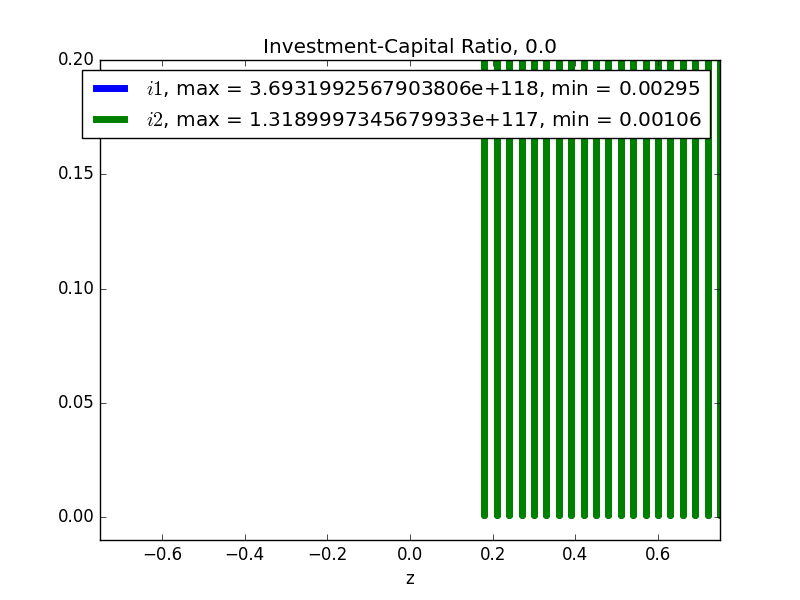 Investment-Capital Ratio, 0.0
0.20
i1, max = 3.6931992567903806e+118, min = 0.00295
i2, max = 1.3189997345679933e+117, min = 0.00106
0.15
0.10
0.05
0.00
−0.6 −0.4 −0.2 0.0 0.2 0.4 0.6
z